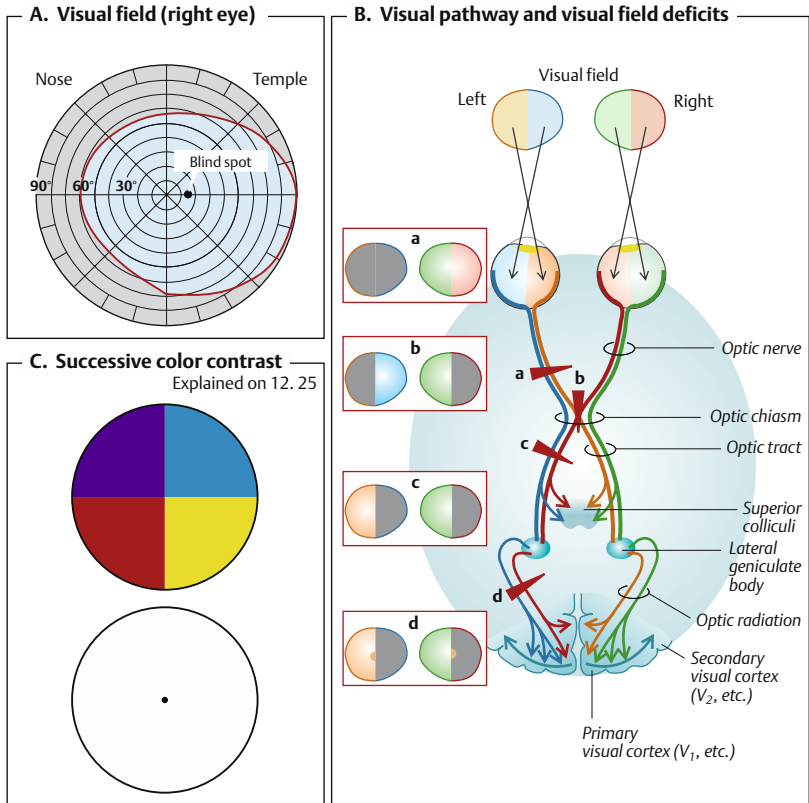 A. Visual field (right eye)
Nose
Temple
Blind spot
90° 60° 30°
C. Successive color contrast
Explained on 12. 25
B. Visual pathway and visual field deficits
Visual field
Left
Right
a
b
c
d
a
b
c
d
Optic nerve
Optic chiasm
Optic tract
Superior
colliculi
Lateral
geniculate
body
Optic radiation
Secondary
visual cortex
(V₂, etc.)
Primary
visual cortex (V₁, etc.)